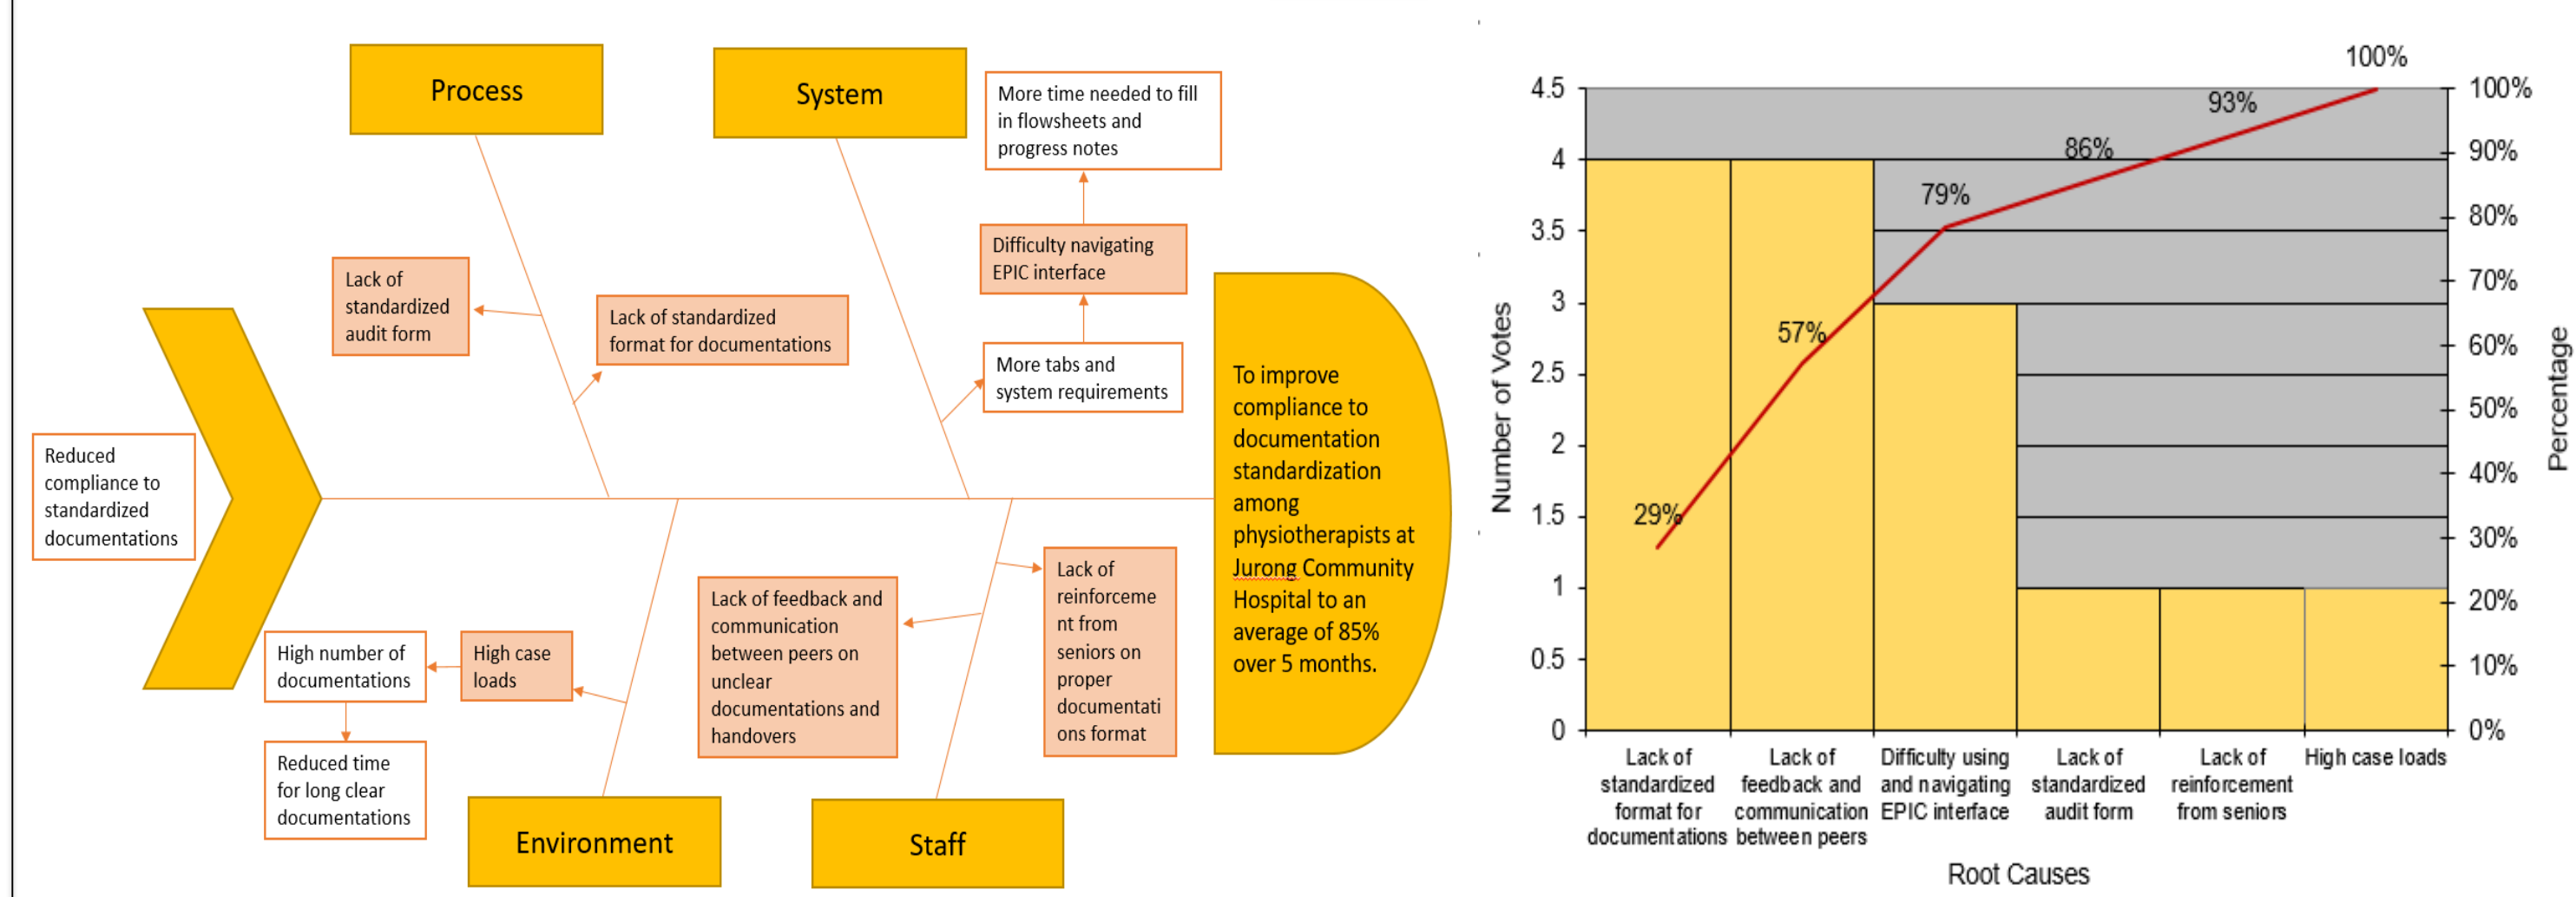 Process
System
More time needed to fill
in flowsheets and
progress notes
Difficulty navigating
EPIC interface
Lack of
standardized
audit form
Lack of standardized
format for documentations
More tabs and
system requirements
Reduced
compliance to
standardized
documentations
To improve
compliance to
documentation
standardization
among
physiotherapists at
Jurong Community
Hospital to an
average of 85%
over 5 months.
High number of
documentations
High case
loads
Reduced time
for long clear
documentations
Lack of feedback and
communication
between peers on
unclear
documentations and
handovers
Lack of
reinforceme
nt from
seniors on
proper
documentati
ons format
Environment
Staff
Number of Votes
4.5
4
3.5
3
2.5
2
1.5
1
0.5
0
29%
57%
79%
86%
93%
100%
100%
90%
80%
70%
60%
50%
40%
30%
20%
10%
0%
Percentage
Lack of
standardized
format for
documentations
Lack of
feedback and
communication
between peers
Difficulty using
and navigating
EPIC interface
Lack of
standardized
audit form
Lack of
reinforcement
from seniors
High case loads
Root Causes